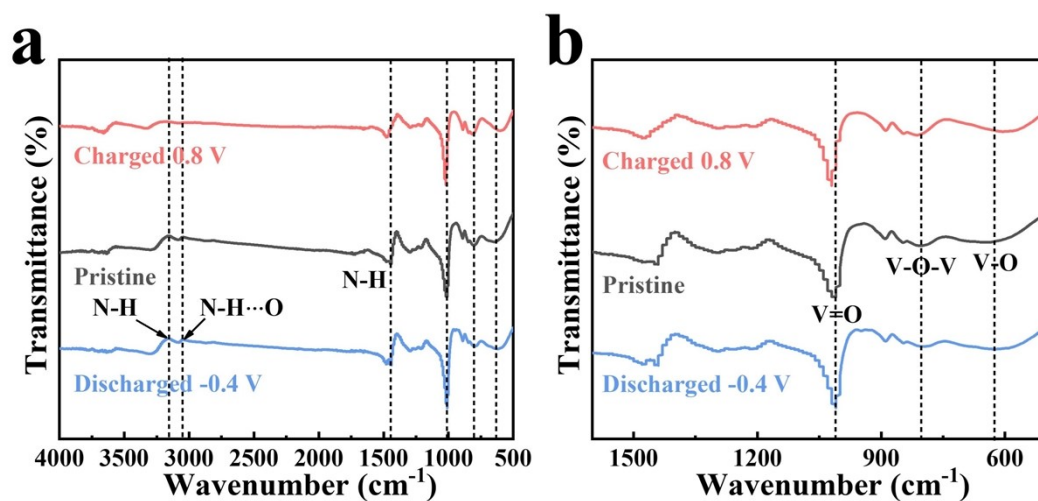 a
Transmittance (%)
Charged 0.8 V
Pristine
N-H
N-H
N-H···O
Discharged -0.4 V
4000 3500 3000 2500 2000 1500 1000 500
Wavenumber (cm⁻¹)
b
Transmittance (%)
Charged 0.8 V
Pristine
V-O-V
V-O
V=O
Discharged -0.4 V
1500 1200 900 600
Wavenumber (cm⁻¹)